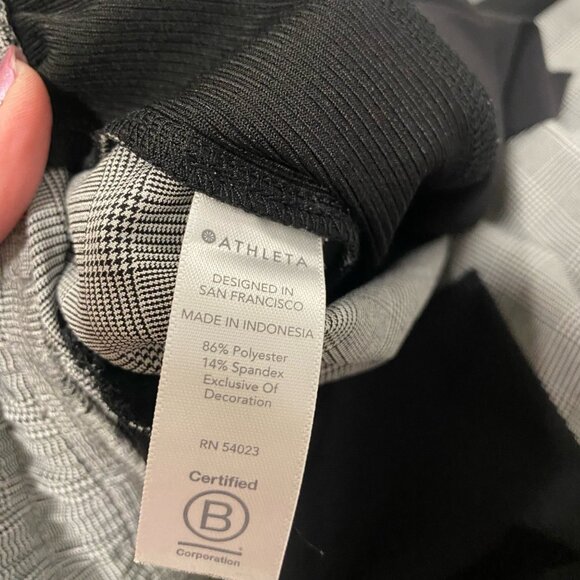 ATHLETA
DESIGNED IN
SAN FRANCISCO
MADE IN INDONESIA
86% Polyester
14% Spandex
Exclusive Of
Decoration
RN 54023
Certified
B
Corporation